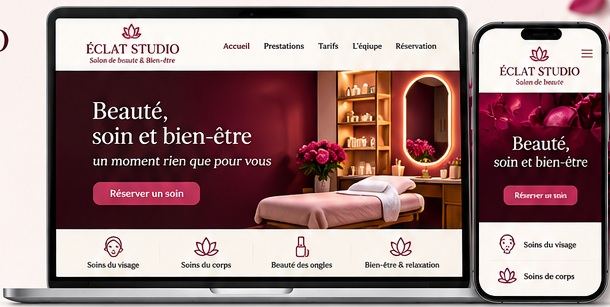 ÉCLAT STUDIO
Salon de beauté & Bien-être
Accueil Prestations Tarifs L'éqiupe Réservation
Beauté,
soin et bien-être
un moment rien que pour vous
Réserver un soin
Soins du visage
Soins du corps
Beauté des ongles
Bien-être & relaxation
ÉCLAT STUDIO
Salon de beauté
Beauté,
soin et bien-être
Réserver un soin
Soins du visage
Soins du corps